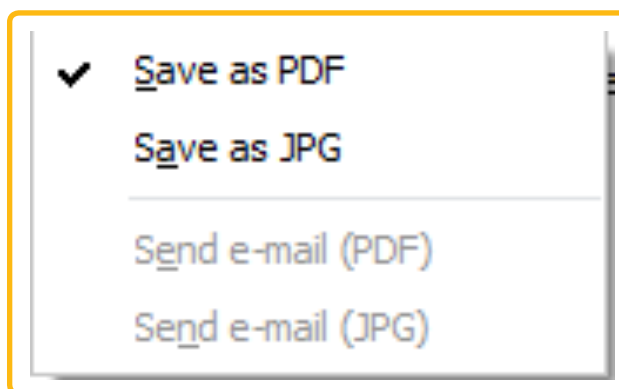 Save as PDF
Save as JPG
Send e-mail (PDF)
Send e-mail (JPG)